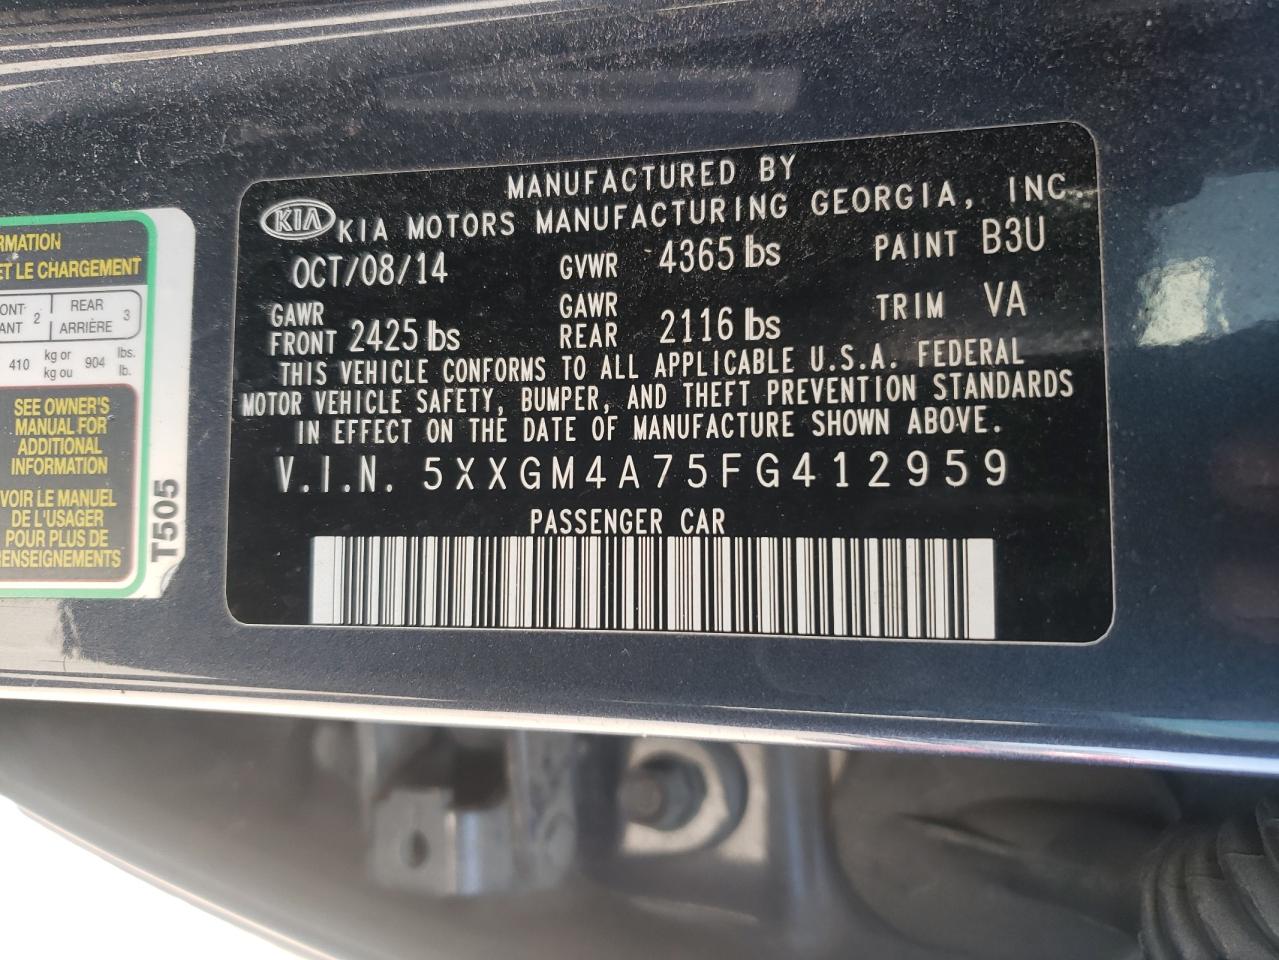 RMATION
ET LE CHARGEMENT
ONT 2 REAR 3
ANT ARRIÈRE
410 kg or 904 lbs.
kg ou lb.
SEE OWNER'S
MANUAL FOR
ADDITIONAL
INFORMATION
VOIR LE MANUEL
DE L'USAGER
POUR PLUS DE
RENSEIGNEMENTS
T505
MANUFACTURED BY
KIA KIA MOTORS MANUFACTURING GEORGIA, INC
OCT/08/14 GVWR 4365 lbs PAINT B3U
GAWR FRONT 2425 lbs GAWR REAR 2116 lbs TRIM VA
THIS VEHICLE CONFORMS TO ALL APPLICABLE U.S.A. FEDERAL
MOTOR VEHICLE SAFETY, BUMPER, AND THEFT PREVENTION STANDARDS
IN EFFECT ON THE DATE OF MANUFACTURE SHOWN ABOVE.
V.I.N. 5XXGM4A75FG412959
PASSENGER CAR